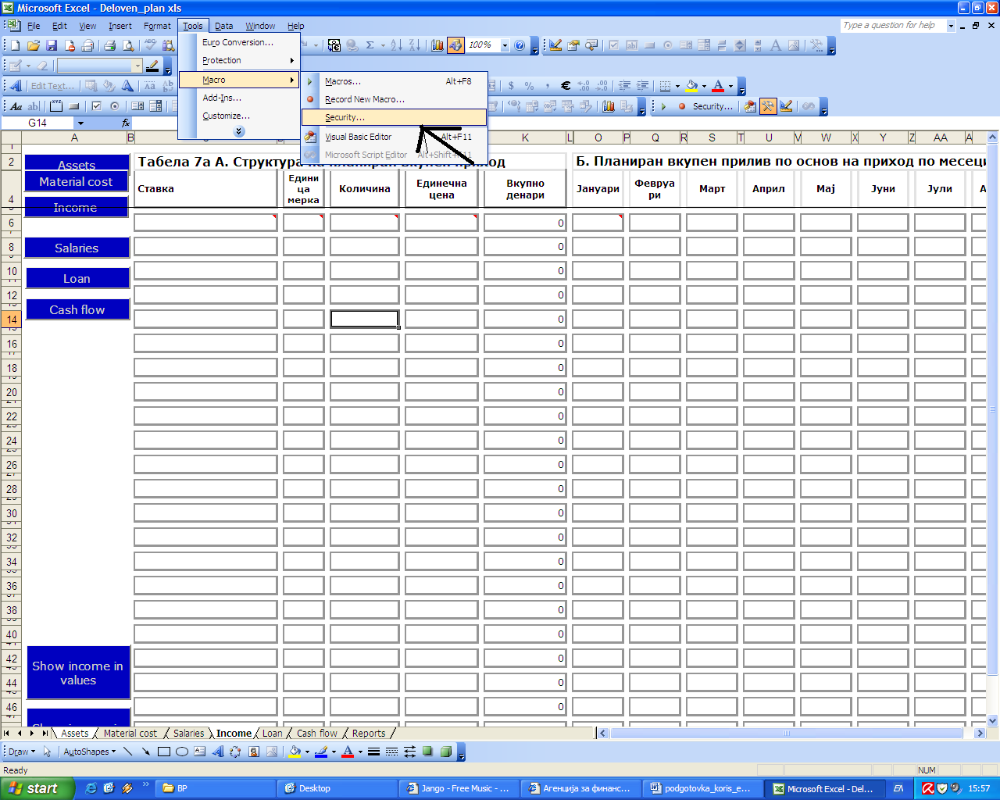 Microsoft Excel - Deloven_plan xls
File Edit View Insert Format Tools Data Window Help
Type a question for help
100%
Edit Text...
Security...
G14
fx
Euro Conversion...
Protection
Macro
Add-Ins...
Customize...
Macros... Alt+F8
Record New Macro...
Security...
Visual Basic Editor Alt+F11
Microsoft Script Editor
A B K L O P Q R S T U V W X Y Z AA A
Assets
Material cost
Income
Salaries
Loan
Cash flow
Show income in values
Табела 7а А. Структура на планиран вкупен приход
Б. Планиран вкупен прилив по основ на приход по месеци
Ставка
Едини
ца
мерка
Количина
Единечна
цена
Вкупно
денари
Јануари
Февруа
ри
Март
Април
Мај
Јуни
Јули
2
4
6 0
8 0
10 0
12 0
14 0
16 0
18 0
20 0
22 0
24 0
26 0
28 0
30 0
32 0
34 0
36 0
38 0
40 0
42 0
44 0
46 0
Assets Material cost Salaries Income Loan Cash flow Reports
Draw AutoShapes
Ready
NUM
start
BP
Desktop
Jango - Free Music - ...
Агенција за финанс...
podgotovka_koris_e...
Microsoft Excel - Del...
EN
15:57